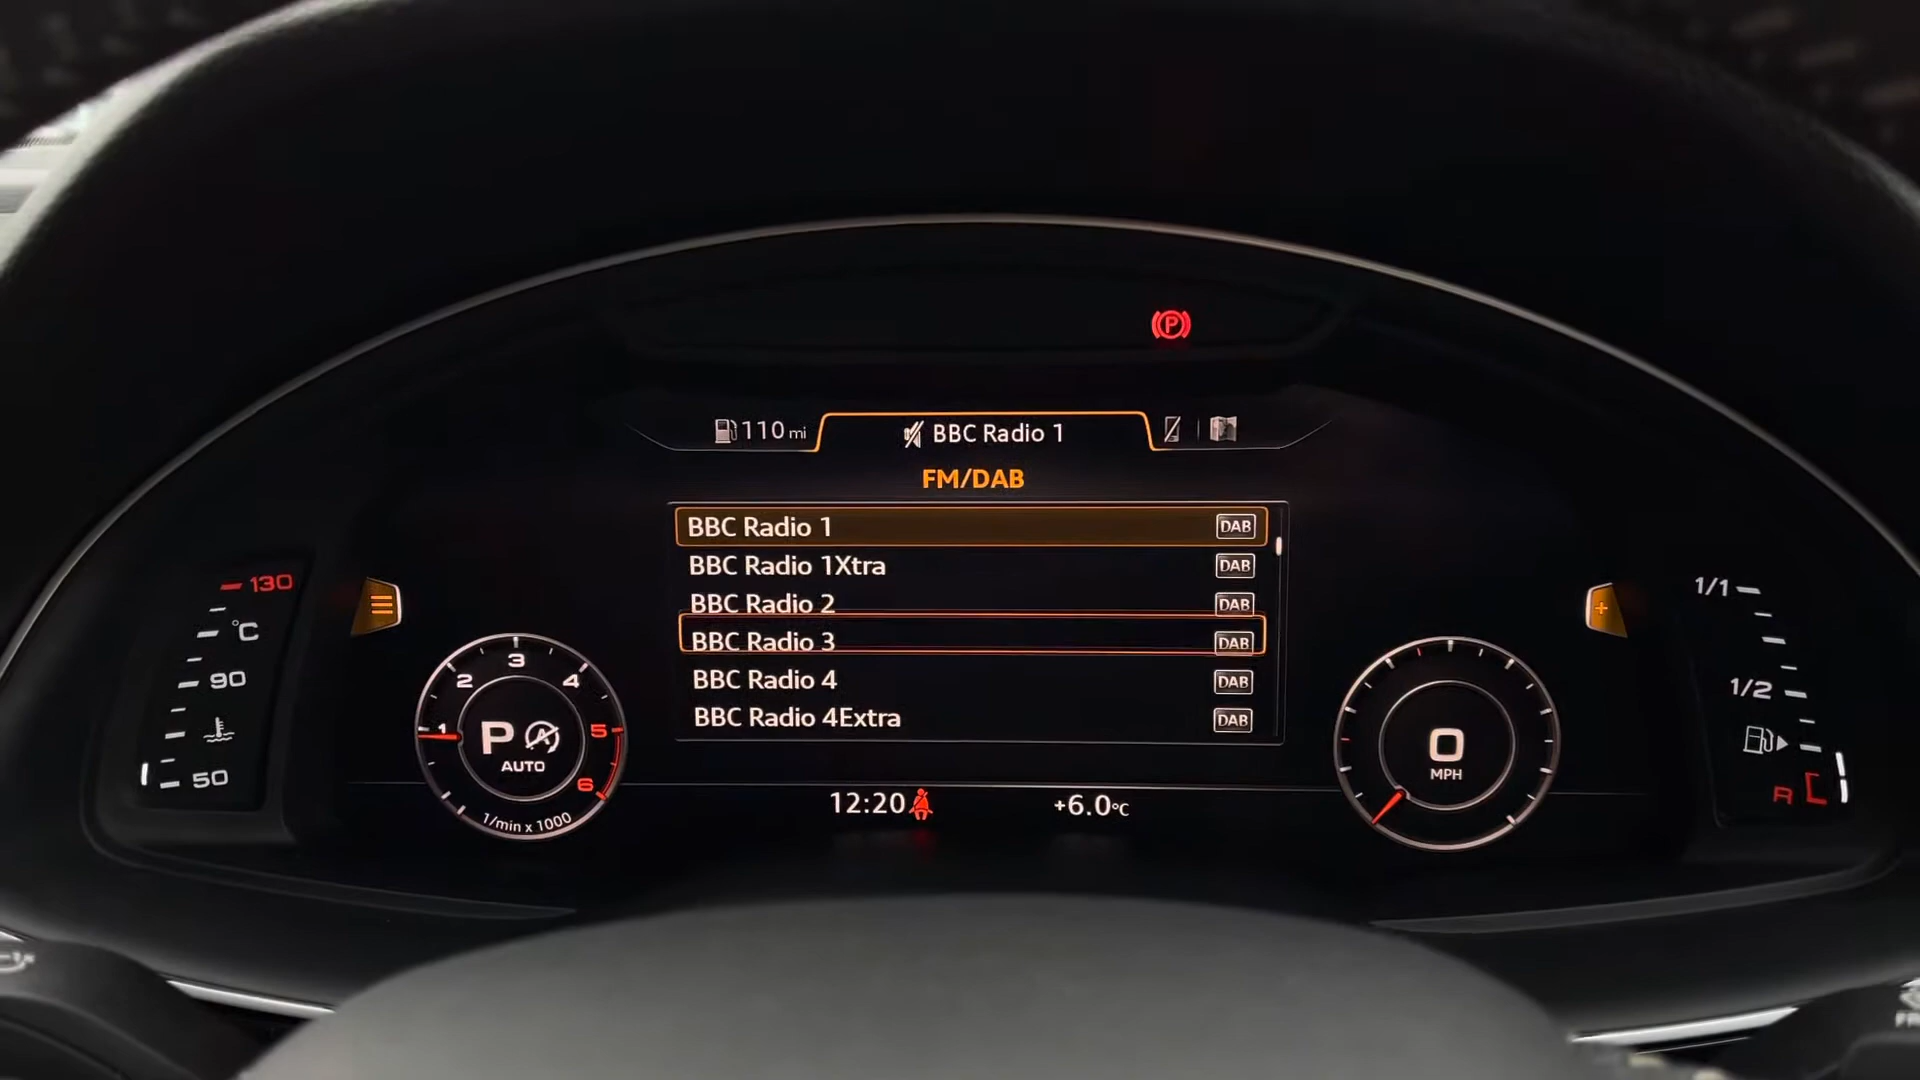 110 mi
BBC Radio 1
FM/DAB
BBC Radio 1 DAB
BBC Radio 1Xtra DAB
BBC Radio 2 DAB
BBC Radio 3 DAB
BBC Radio 4 DAB
BBC Radio 4Extra DAB
130
°C
90
50
1
2
3
4
5
6
P A
AUTO
1/min x 1000
12:20
+6.0°C
0
MPH
1/1
1/2
R
P
+